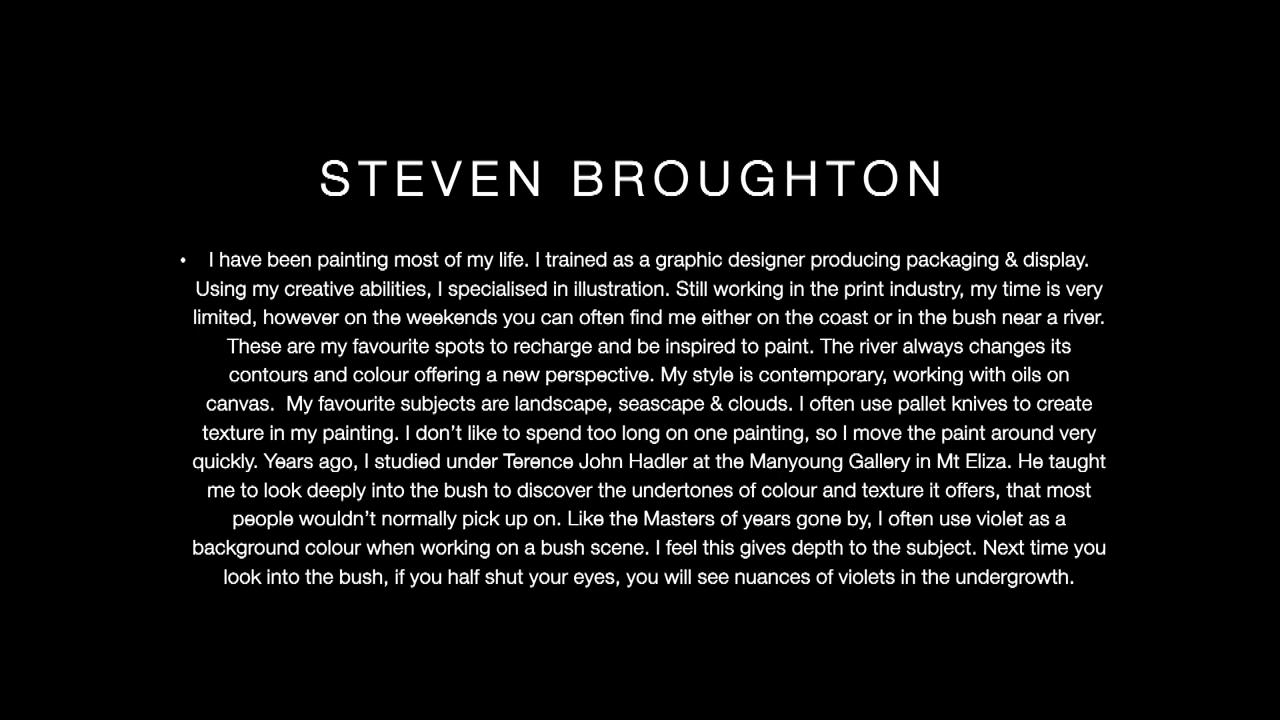 STEVEN BROUGHTON
• I have been painting most of my life. I trained as a graphic designer producing packaging & display.
Using my creative abilities, I specialised in illustration. Still working in the print industry, my time is very
limited, however on the weekends you can often find me either on the coast or in the bush near a river.
These are my favourite spots to recharge and be inspired to paint. The river always changes its
contours and colour offering a new perspective. My style is contemporary, working with oils on
canvas.  My favourite subjects are landscape, seascape & clouds. I often use pallet knives to create
texture in my painting. I don’t like to spend too long on one painting, so I move the paint around very
quickly. Years ago, I studied under Terence John Hadler at the Manyoung Gallery in Mt Eliza. He taught
me to look deeply into the bush to discover the undertones of colour and texture it offers, that most
people wouldn’t normally pick up on. Like the Masters of years gone by, I often use violet as a
background colour when working on a bush scene. I feel this gives depth to the subject. Next time you
look into the bush, if you half shut your eyes, you will see nuances of violets in the undergrowth.